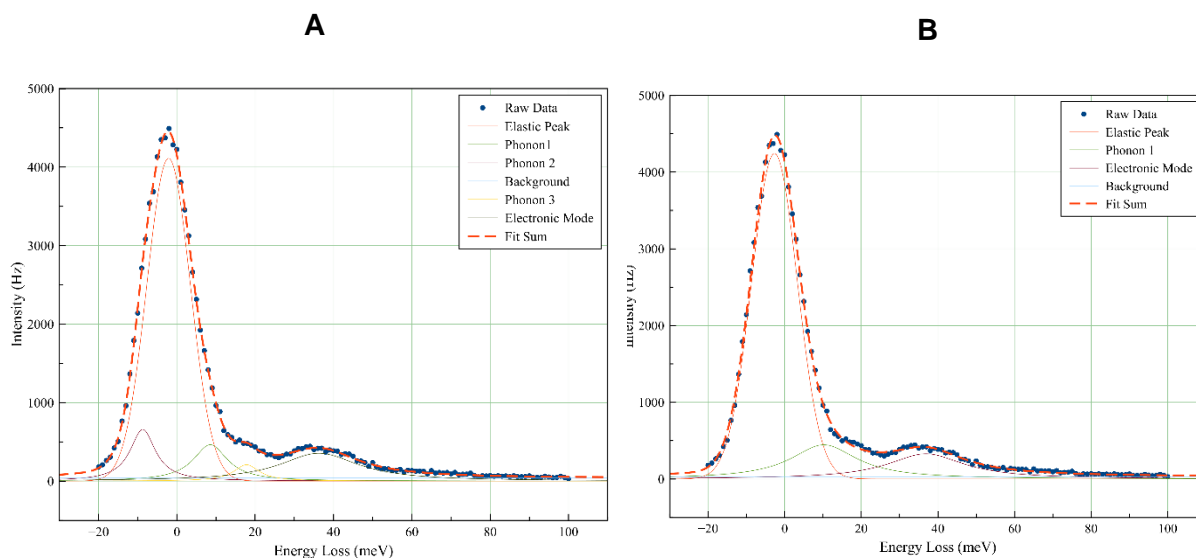 A
5000
4000
3000
2000
1000
0
Intensity (Hz)
−20
0
20
40
60
80
100
Energy Loss (meV)
Raw Data
Elastic Peak
Phonon1
Phonon 2
Background
Phonon 3
Electronic Mode
Fit Sum
B
5000
4000
3000
2000
1000
0
Intensity (Hz)
−20
0
20
40
60
80
100
Energy Loss (meV)
Raw Data
Elastic Peak
Phonon 1
Electronic Mode
Background
Fit Sum